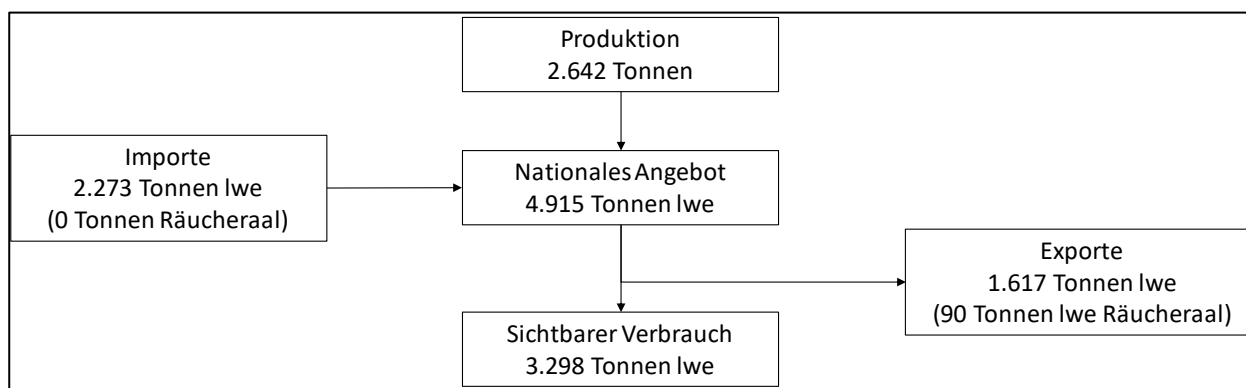 Produktion
2.642 Tonnen
Importe
2.273 Tonnen lwe
(0 Tonnen Räucheraal)
Nationales Angebot
4.915 Tonnen lwe
Exporte
1.617 Tonnen lwe
(90 Tonnen lwe Räucheraal)
Sichtbarer Verbrauch
3.298 Tonnen lwe